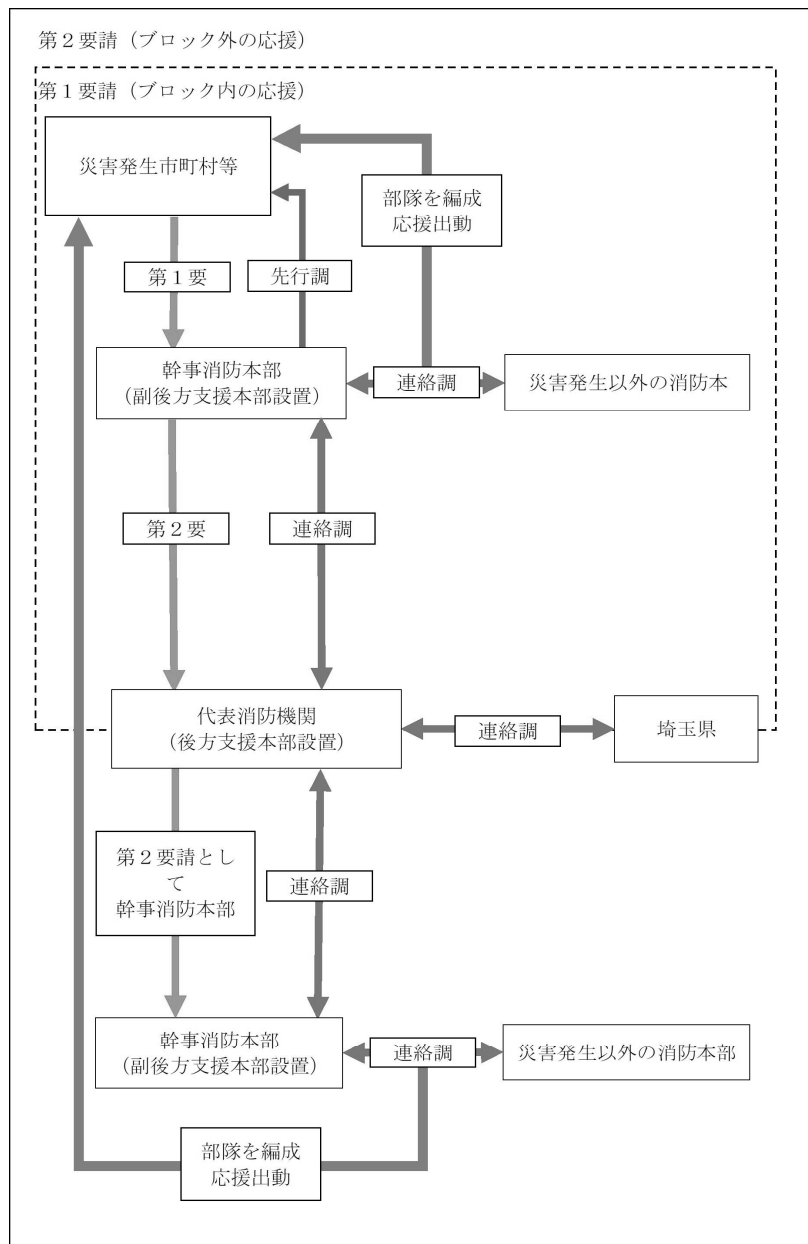 第２要請（ブロック外の応援）
第１要請（ブロック内の応援）
災害発生市町村等
部隊を編成
応援出動
第１要
先行調
幹事消防本部
（副後方支援本部設置）
連絡調
災害発生以外の消防本
第２要
連絡調
代表消防機関
（後方支援本部設置）
連絡調
埼玉県
第２要請とし
て
幹事消防本部
連絡調
幹事消防本部
（副後方支援本部設置）
連絡調
災害発生以外の消防本部
部隊を編成
応援出動